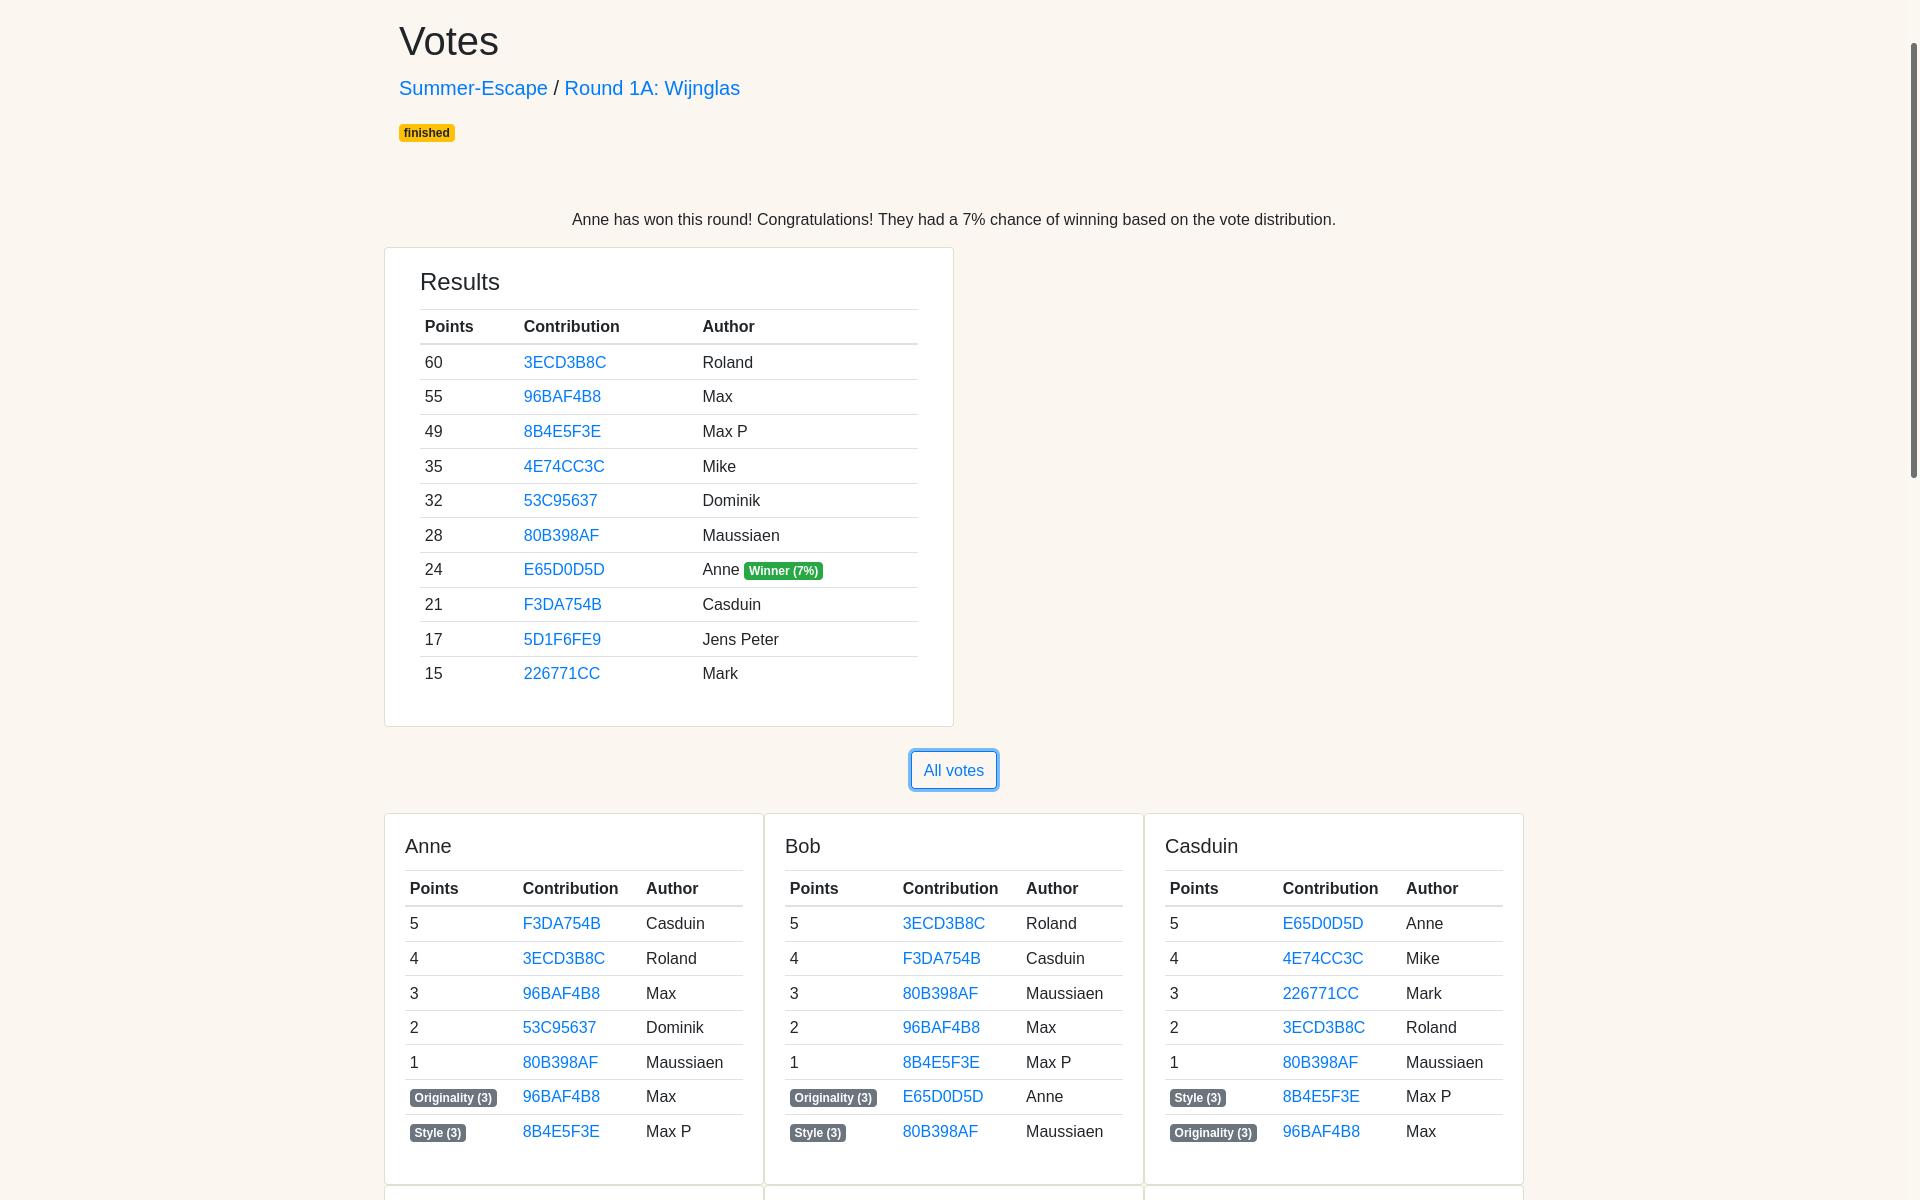 Votes
Summer-Escape / Round 1A: Wijnglas
finished
Anne has won this round! Congratulations! They had a 7% chance of winning based on the vote distribution.
Results
Points Contribution Author
60 3ECD3B8C Roland
55 96BAF4B8 Max
49 8B4E5F3E Max P
35 4E74CC3C Mike
32 53C95637 Dominik
28 80B398AF Maussiaen
24 E65D0D5D Anne Winner (7%)
21 F3DA754B Casduin
17 5D1F6FE9 Jens Peter
15 226771CC Mark
All votes
Anne
Points Contribution Author
5 F3DA754B Casduin
4 3ECD3B8C Roland
3 96BAF4B8 Max
2 53C95637 Dominik
1 80B398AF Maussiaen
Originality (3) 96BAF4B8 Max
Style (3) 8B4E5F3E Max P
Bob
Points Contribution Author
5 3ECD3B8C Roland
4 F3DA754B Casduin
3 80B398AF Maussiaen
2 96BAF4B8 Max
1 8B4E5F3E Max P
Originality (3) E65D0D5D Anne
Style (3) 80B398AF Maussiaen
Casduin
Points Contribution Author
5 E65D0D5D Anne
4 4E74CC3C Mike
3 226771CC Mark
2 3ECD3B8C Roland
1 80B398AF Maussiaen
Style (3) 8B4E5F3E Max P
Originality (3) 96BAF4B8 Max